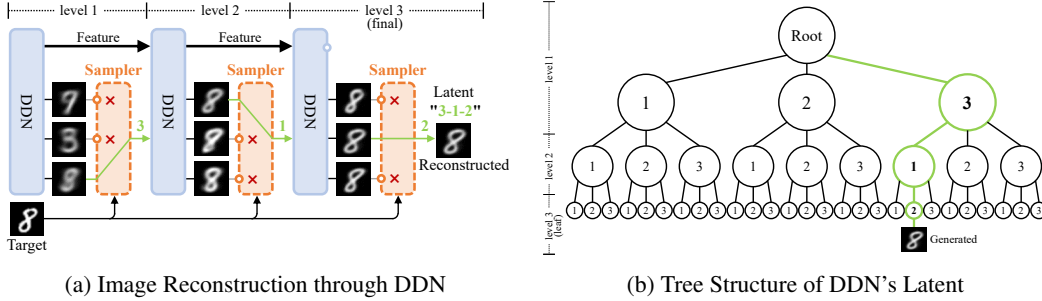 level 1
level 2
level 3
(final)
Feature
Feature
Sampler
Sampler
Sampler
DDN
DDN
DDN
3
1
2
Latent
"3-1-2"
Reconstructed
Target
(a) Image Reconstruction through DDN
level 1
level 2
level 3
(leaf)
Root
1
2
3
1 2 3 1 2 3 1 2 3
1 2 3 1 2 3 1 2 3 1 2 3 1 2 3 1 2 3 1 2 3 1 2 3 1 2 3
Generated
(b) Tree Structure of DDN's Latent